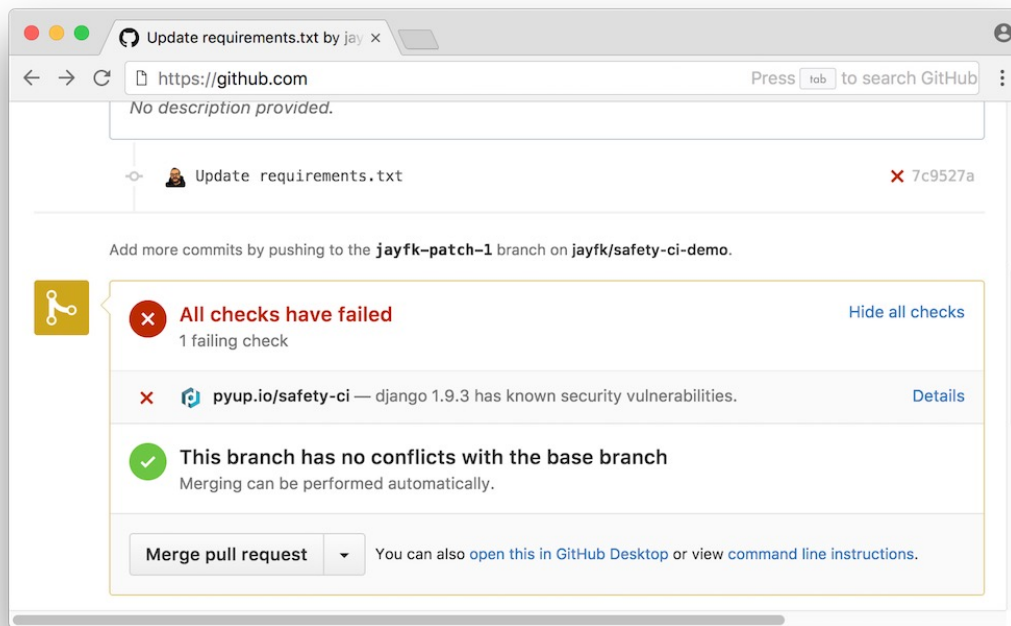 Update requirements.txt by jay
https://github.com
Press tab to search GitHub
No description provided.
Update requirements.txt
7c9527a
Add more commits by pushing to the jayfk-patch-1 branch on jayfk/safety-ci-demo.
All checks have failed
Hide all checks
1 failing check
pyup.io/safety-ci — django 1.9.3 has known security vulnerabilities.
Details
This branch has no conflicts with the base branch
Merging can be performed automatically.
Merge pull request
You can also open this in GitHub Desktop or view command line instructions.